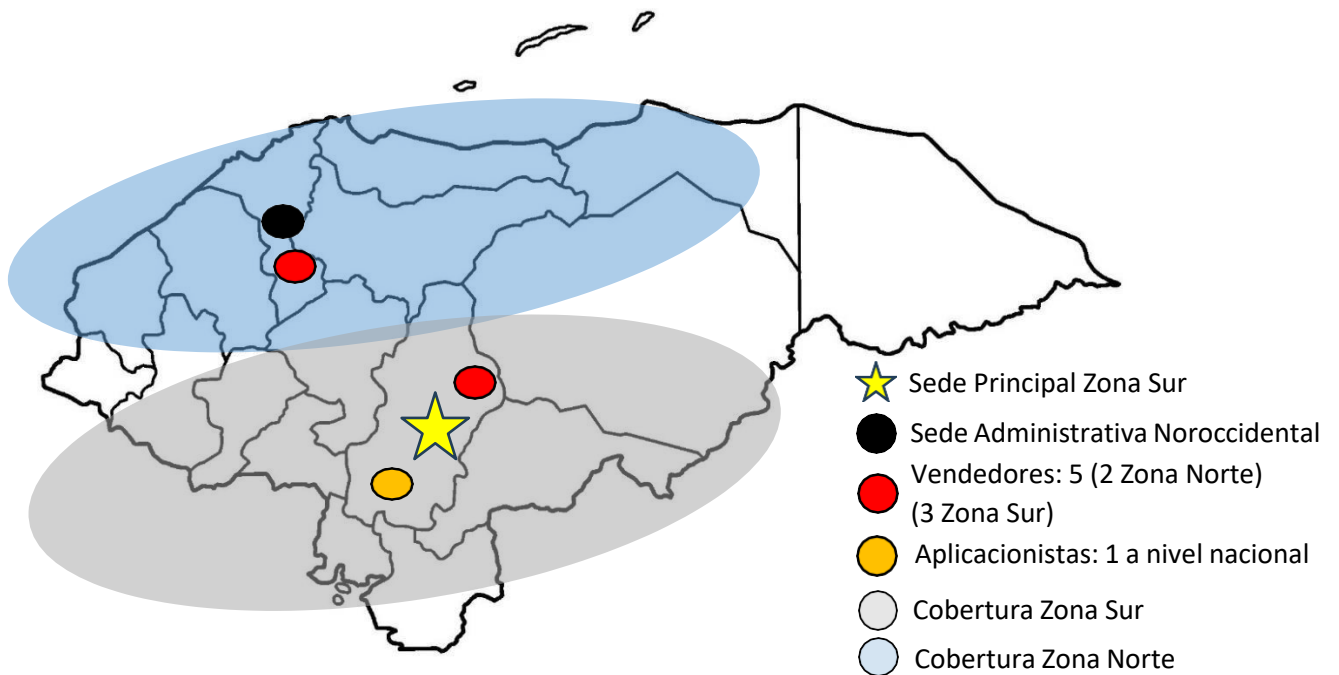 Sede Principal Zona Sur
Sede Administrativa Noroccidental
Vendedores: 5 (2 Zona Norte)
(3 Zona Sur)
Aplicacionistas: 1 a nivel nacional
Cobertura Zona Sur
Cobertura Zona Norte